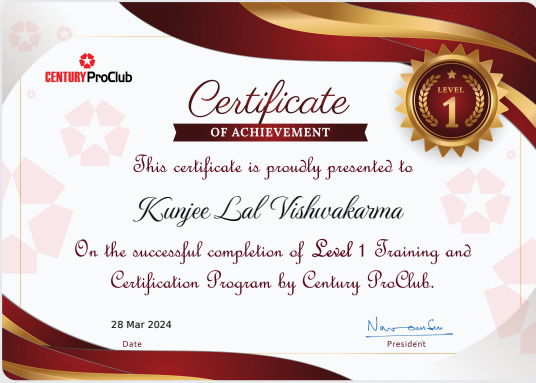 CENTURY ProClub
Certificate
OF ACHIEVEMENT
LEVEL
1
This certificate is proudly presented to
Kunjee Lal Vishwakarma
On the successful completion of Level 1 Training and
Certification Program by Century ProClub.
28 Mar 2024
Date
President